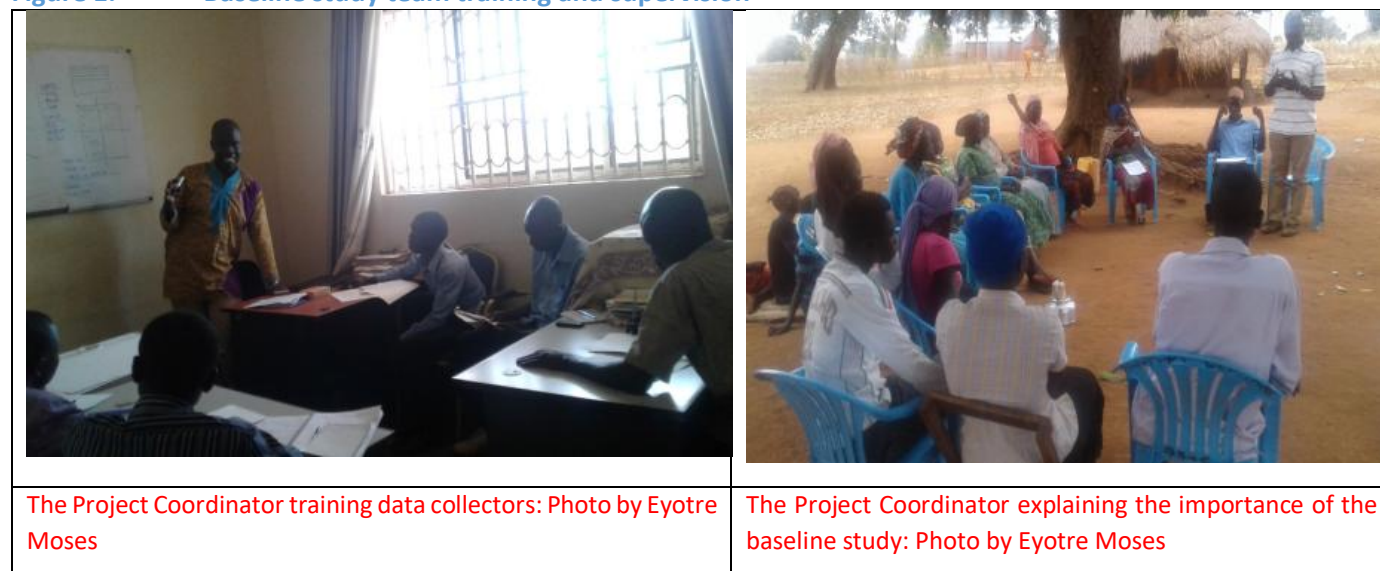 The Project Coordinator training data collectors: Photo by Eyotre
Moses
The Project Coordinator explaining the importance of the
baseline study: Photo by Eyotre Moses